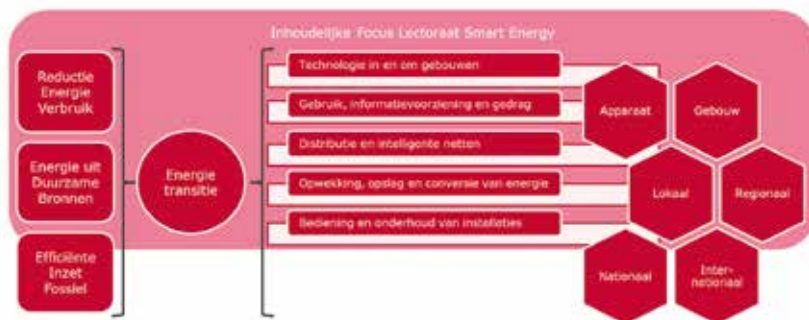 Inhoudelijke Focus Lectoraat Smart Energy
Reductie
Energie
Verbruik
Energie uit
Duurzame
Bronnen
Efficiënte
Inzet
Fossiel
Energie
transitie
Technologie in en om gebouwen
Gebruik, informatievoorziening en gedrag
Distributie en intelligente netten
Opwekking, opslag en conversie van energie
Bediening en onderhoud van installaties
Apparaat
Gebouw
Lokaal
Regionaal
Nationaal
Inter-
nationaal